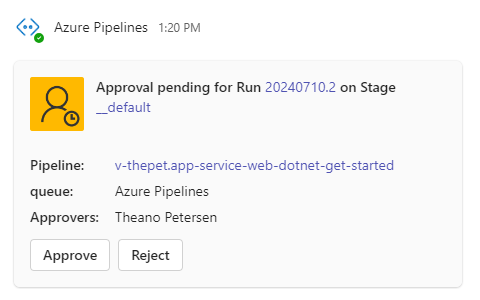 Azure Pipelines 1:20 PM
Approval pending for Run 20240710.2 on Stage
__default
Pipeline: v-thepet.app-service-web-dotnet-get-started
queue: Azure Pipelines
Approvers: Theano Petersen
Approve Reject